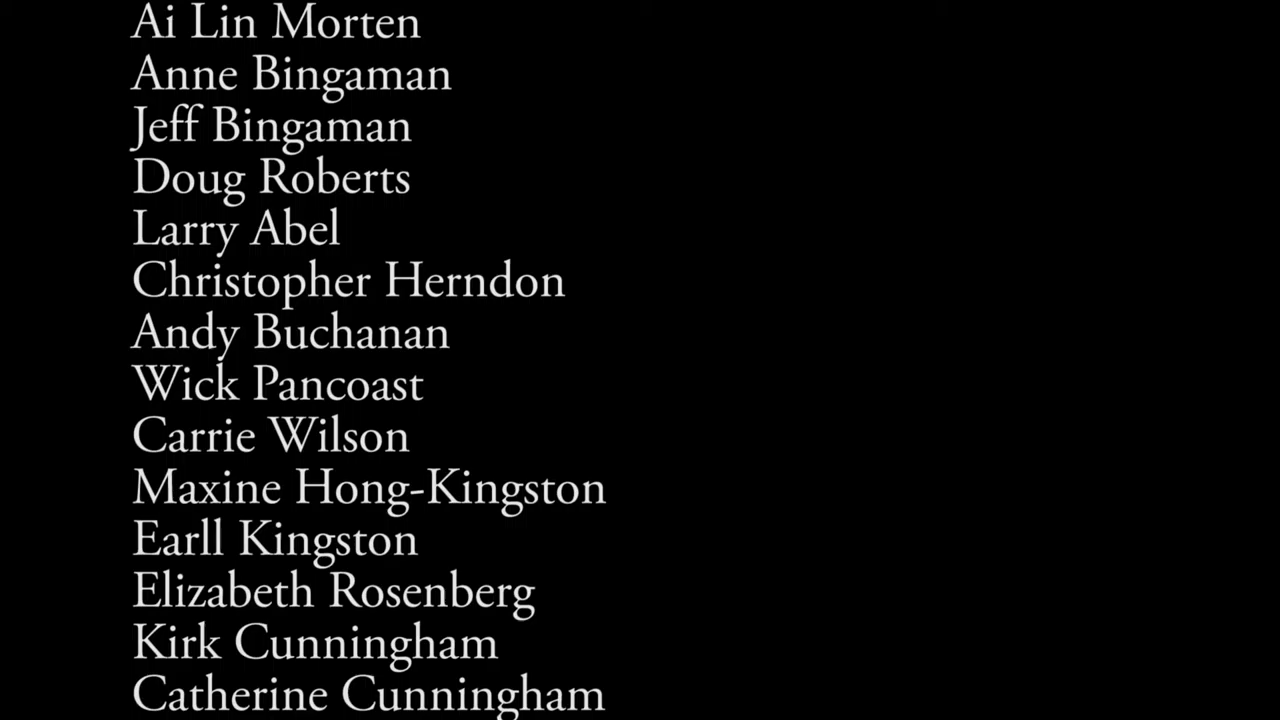 Ai Lin Morten
Anne Bingaman
Jeff Bingaman
Doug Roberts
Larry Abel
Christopher Herndon
Andy Buchanan
Wick Pancoast
Carrie Wilson
Maxine Hong-Kingston
Earll Kingston
Elizabeth Rosenberg
Kirk Cunningham
Catherine Cunningham